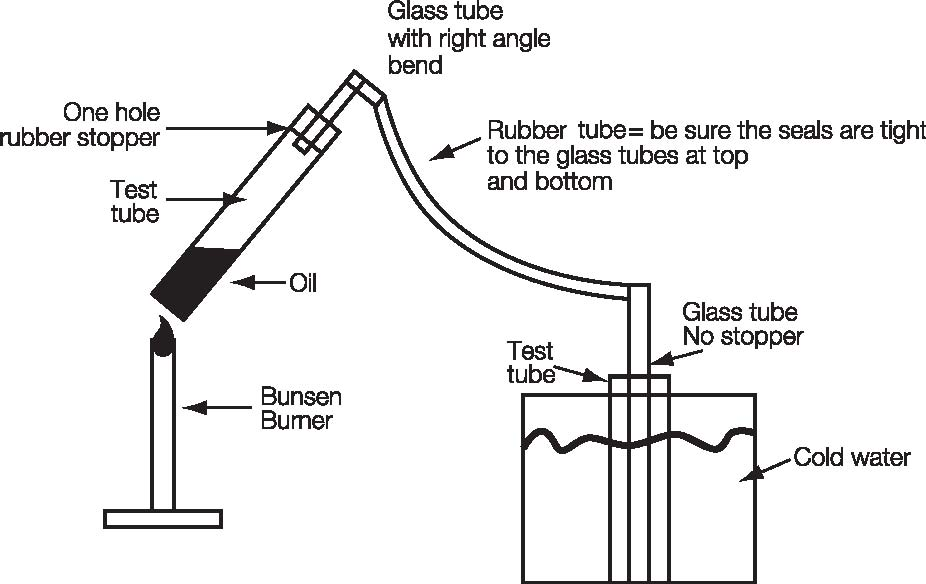 Glass tube
with right angle
bend
One hole
rubber stopper
Rubber tube= be sure the seals are tight
to the glass tubes at top
and bottom
Test
tube
Oil
Glass tube
No stopper
Test
tube
Bunsen
Burner
Cold water